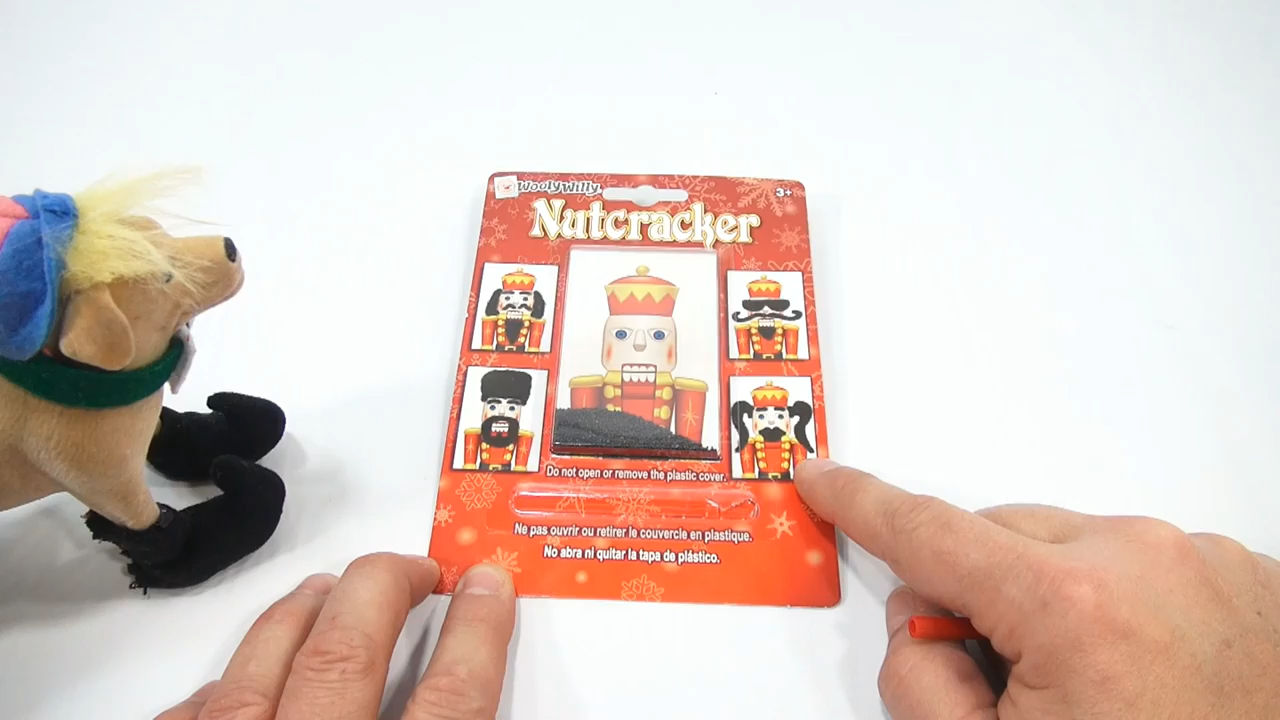 Wooly Willy
3+
Nutcracker
Do not open or remove the plastic cover.
Ne pas ouvrir ou retirer le couvercle en plastique.
No abra ni quitar la tapa de plástico.